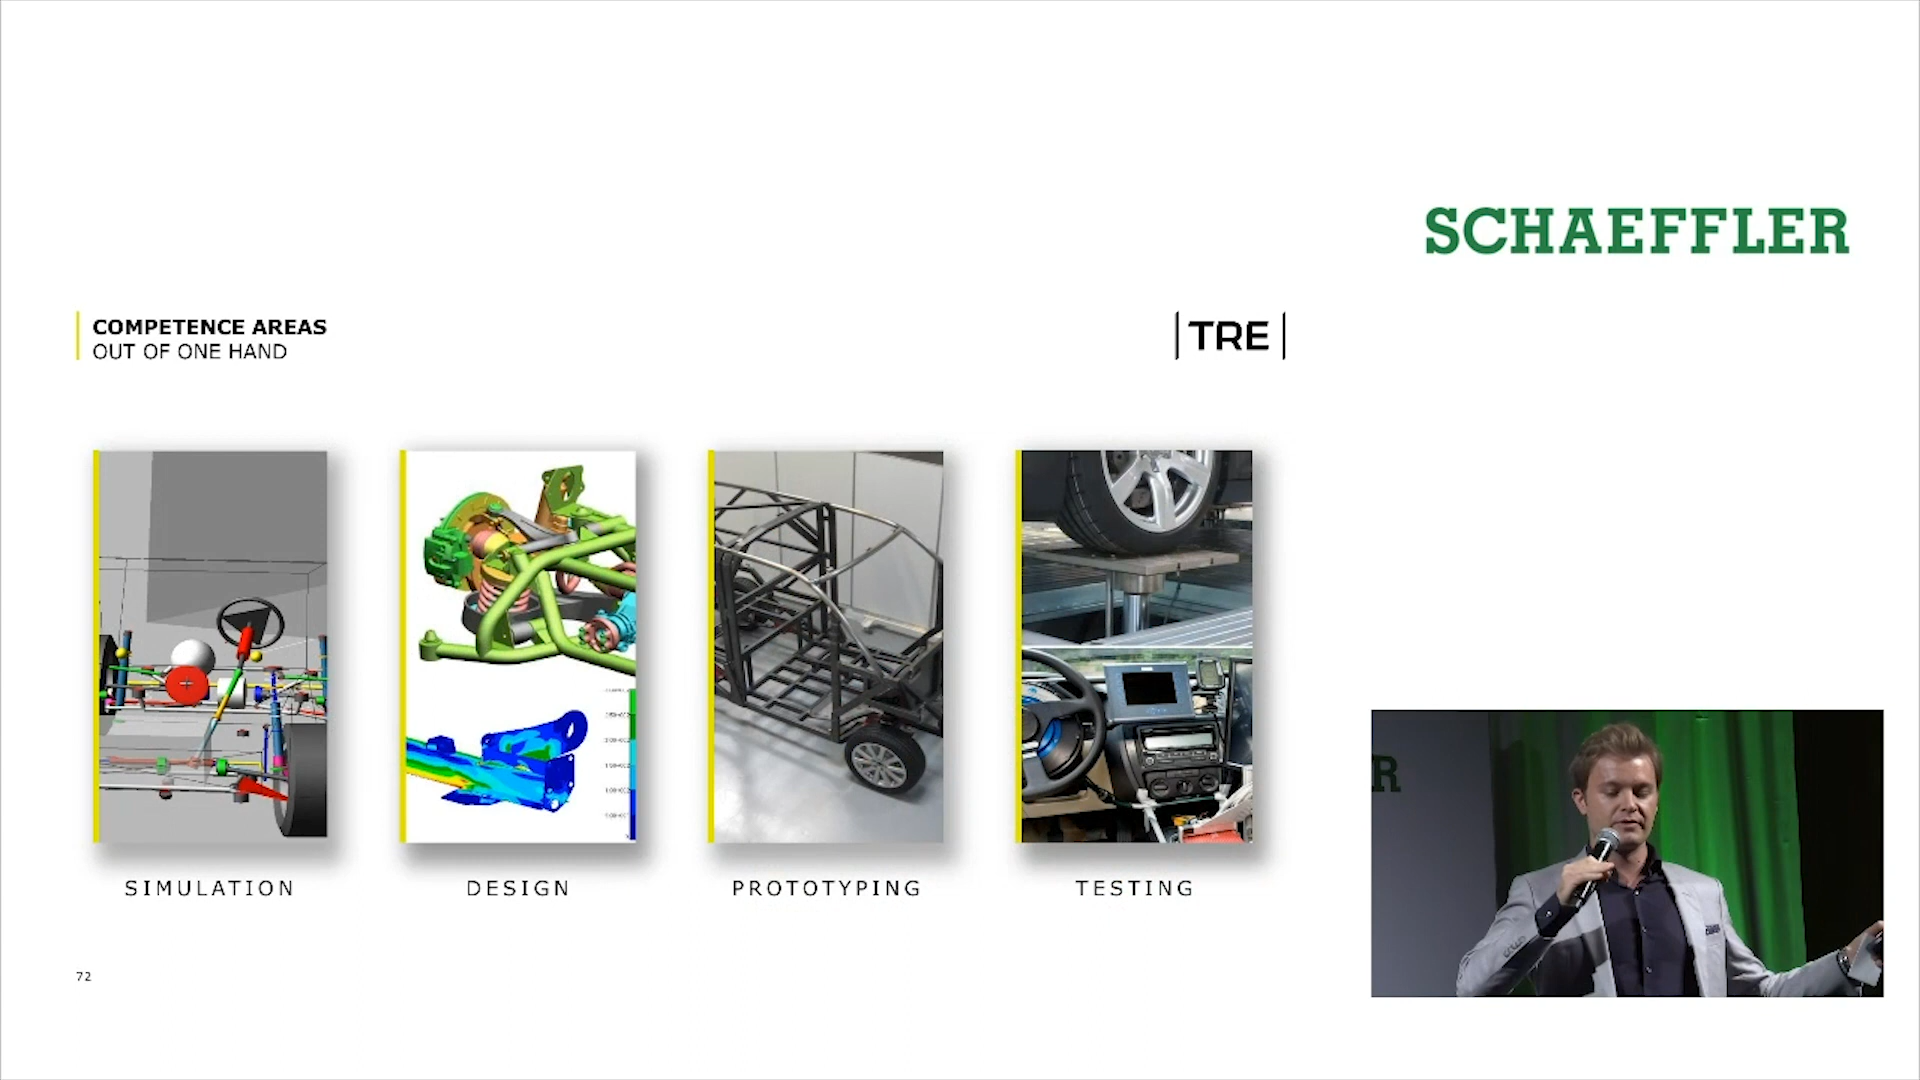 SCHAEFFLER
COMPETENCE AREAS
OUT OF ONE HAND
|TRE|
SIMULATION
DESIGN
PROTOTYPING
TESTING
72
R